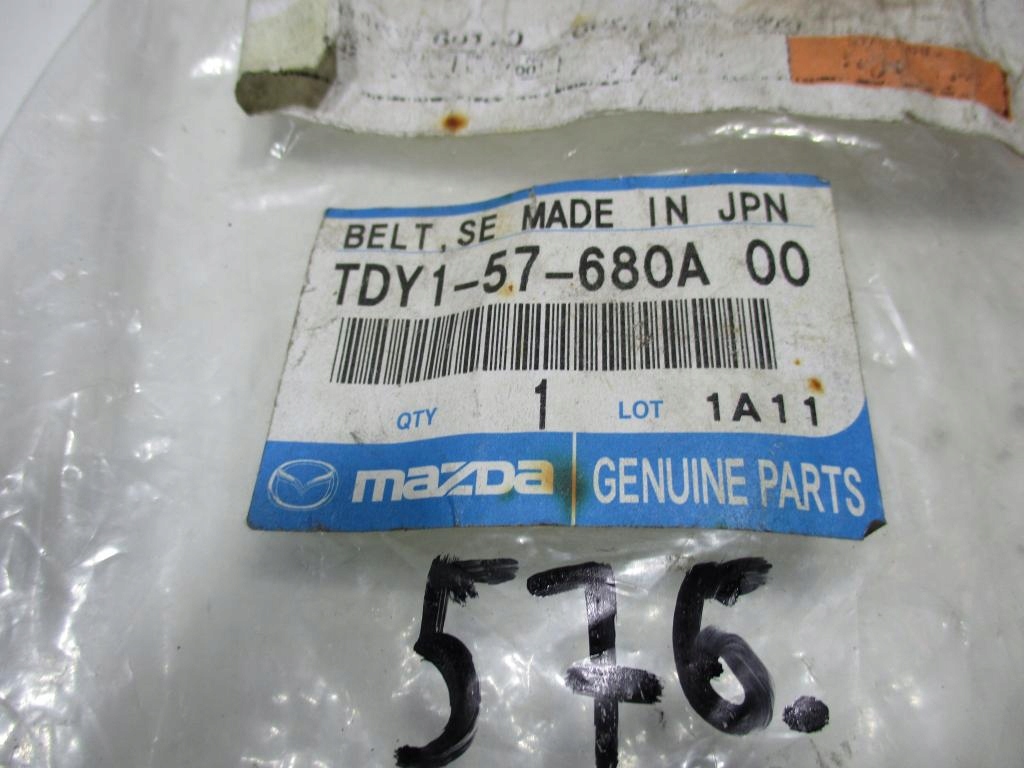 BELT, SE MADE IN JPN
TDY1-57-680A 00
QTY 1 LOT 1A11
mazda GENUINE PARTS
576.